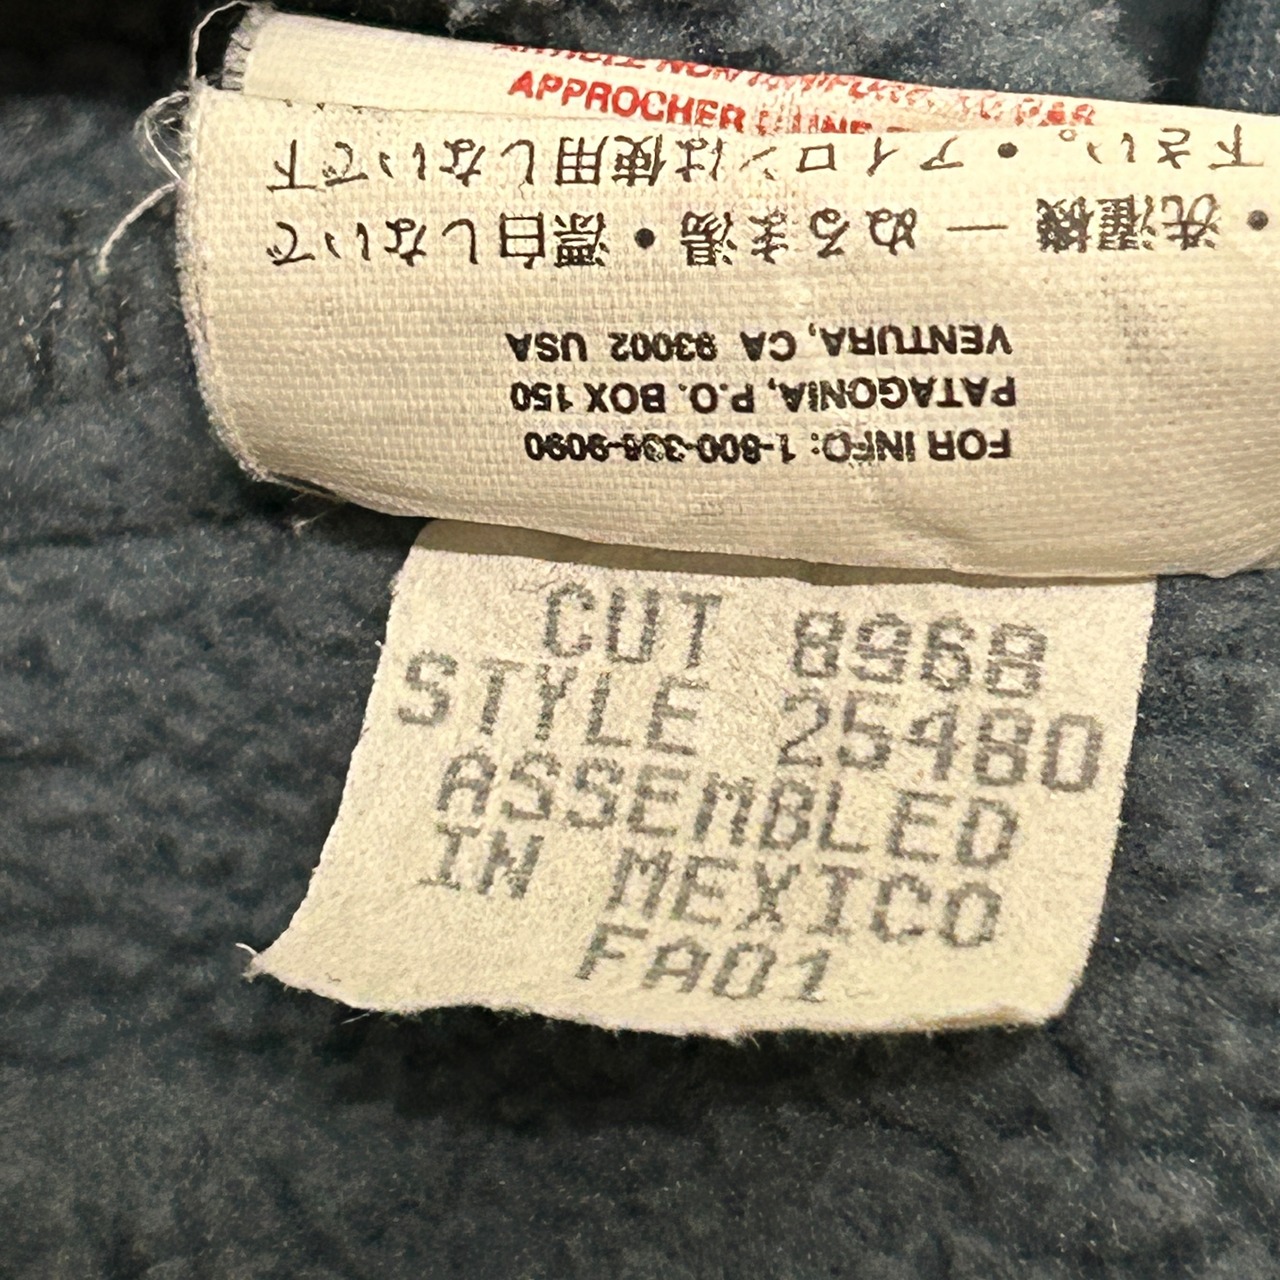 APPROCHER
FOR INFO: 1-800-336-9090
PATAGONIA, P.O. BOX 150
VENTURA, CA 93002 USA
• 洗濯機 — ぬるま湯 • 漂白しないで
下さい。• アイロンは使用しないで下
CUT 8968
STYLE 25480
ASSEMBLED
IN MEXICO
FA01